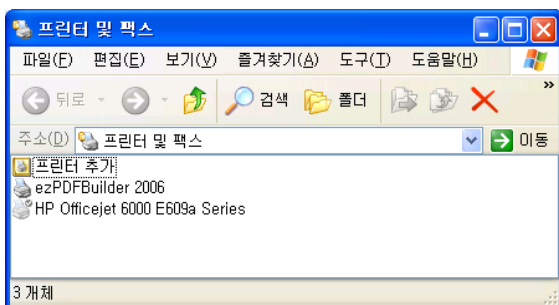 프린터 및 팩스
파일(F) 편집(E) 보기(V) 즐겨찾기(A) 도구(T) 도움말(H)
뒤로 검색 폴더 »
주소(D) 프린터 및 팩스 이동
프린터 추가
ezPDFBuilder 2006
HP Officejet 6000 E609a Series
3 개체